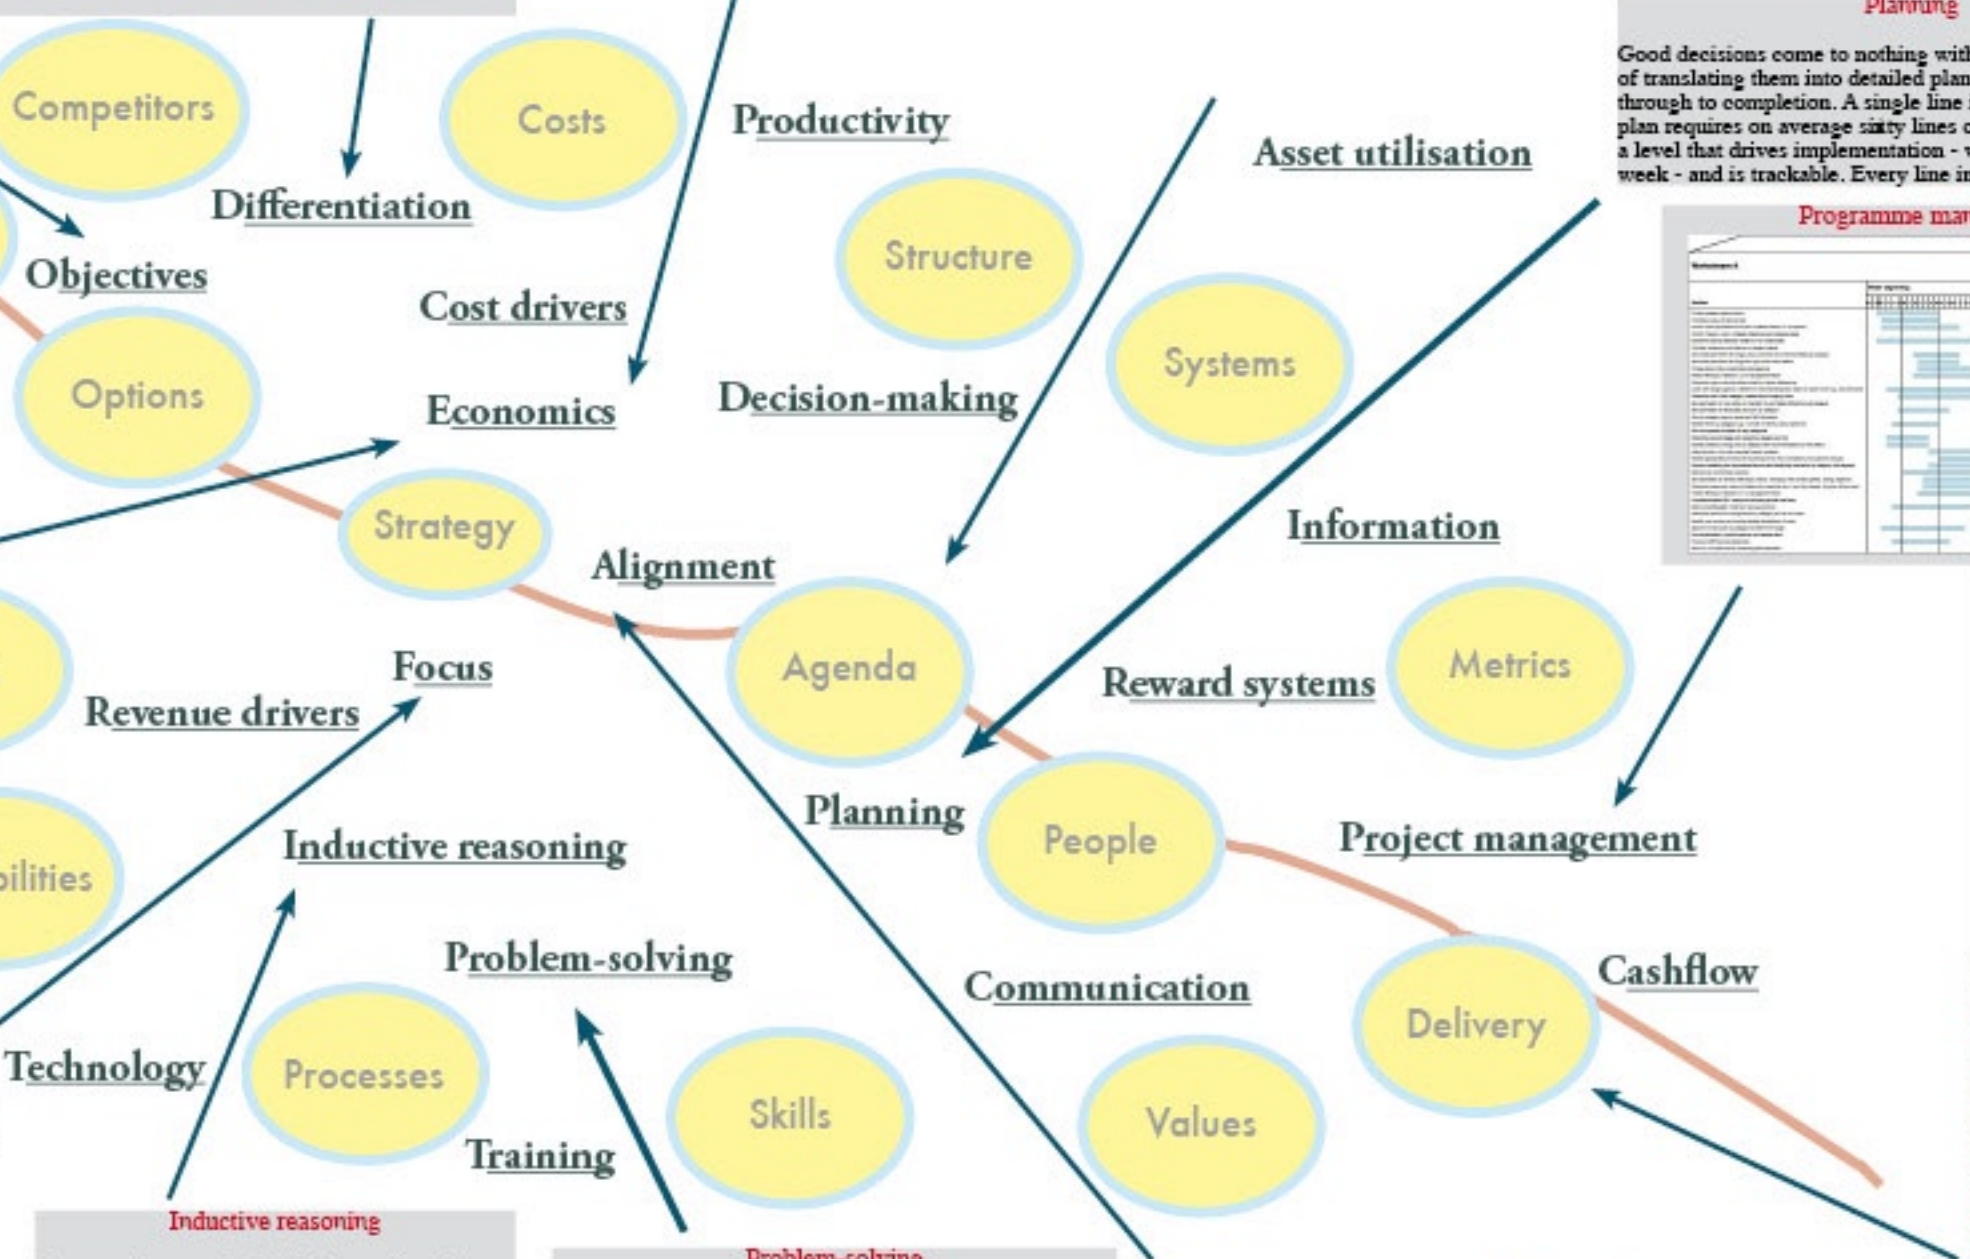 Planning
Good decisions come to nothing
of translating them into detailed
through to completion. A single line
plan requires on average sixty lines
a level that drives implementation -
week - and is trackable. Every line
Competitors
Costs
Productivity
Asset utilisation
Differentiation
Programme
Structure
Objectives
Cost drivers
Systems
Options
Decision-making
Economics
Strategy
Information
Alignment
Agenda
Metrics
Focus
Reward systems
Revenue drivers
Planning
People
Project management
Inductive reasoning
Problem-solving
Cashflow
Communication
Delivery
Technology
Processes
Skills
Values
Training
Inductive reasoning
Problem-solving